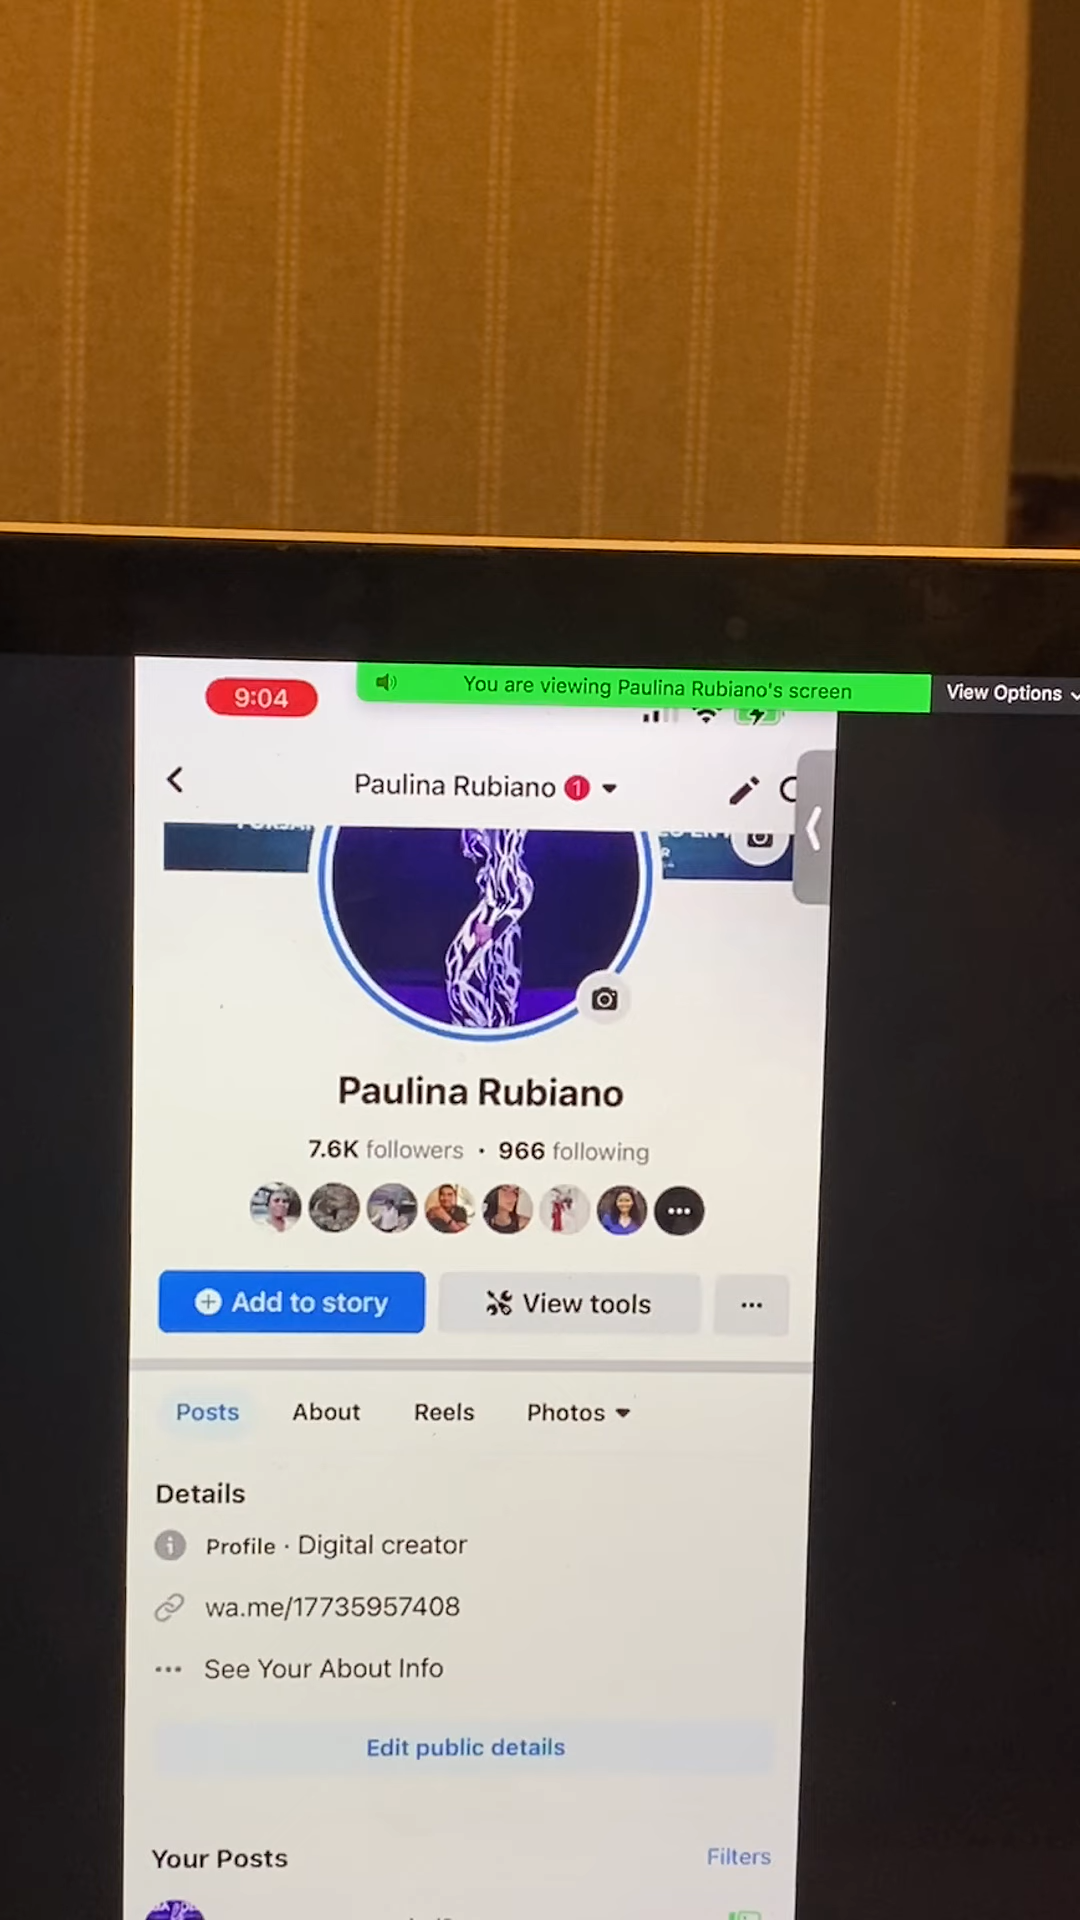 9:04
You are viewing Paulina Rubiano's screen
View Options
Paulina Rubiano 1
Paulina Rubiano
7.6K followers · 966 following
Add to story
View tools
Posts About Reels Photos
Details
Profile · Digital creator
wa.me/17735957408
See Your About Info
Edit public details
Your Posts Filters